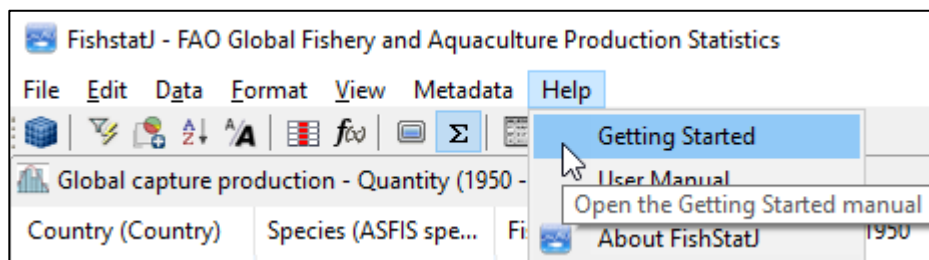 FishstatJ - FAO Global Fishery and Aquaculture Production Statistics
File Edit Data Format View Metadata Help
A Z A A f(x) Σ Getting Started
Global capture production - Quantity (1950 - User Manual
Open the Getting Started manual
Country (Country) Species (ASFIS spe... Fi About FishStatJ 1950